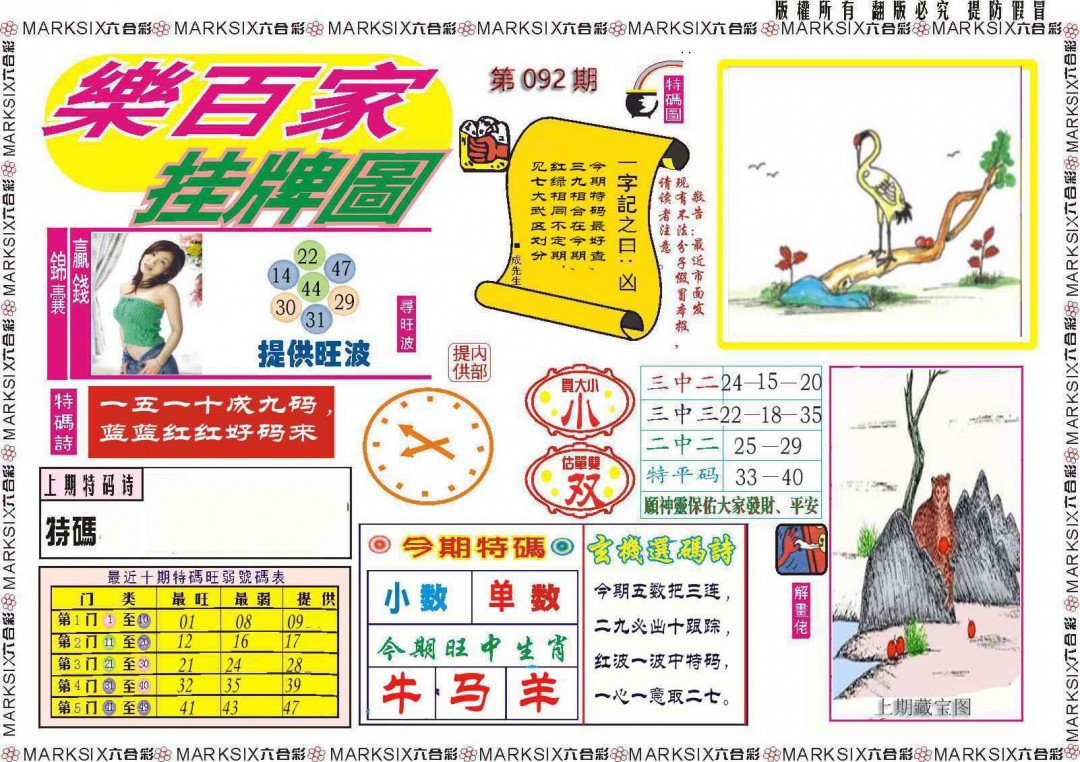 版權所有 翻版必究 提防假冒
MARKSIX六合彩 MARKSIX六合彩 MARKSIX六合彩 MARKSIX六合彩 MARKSIX六合彩 MARKSIX六合彩 MARKSIX六合彩
樂百家
挂牌圖
第092期
特碼圖
一字記之曰：凶
今期特码最好查
三九相合在今期，
红绿相同不定期，
见七大武区划分
■成先生
敬告：最近市面发
现有不法分子假冒本报，
请读者注意。
贏錢
錦囊
22
14
47
44
30
29
31
提供旺波
尋旺波
内部
提供
特碼詩
一五一十成九码，
蓝蓝红红好码来
買大小
小
估單雙
双
三中二 24—15—20
三中三 22—18—35
二中二 25—29
特平码 33—40
願神靈保佑大家發財、平安
上期特码诗
特碼
最近十期特碼旺弱號碼表
门 类 最旺 最弱 提供
第1门 1 至 10 01 08 09
第2门 11 至 20 12 16 17
第3门 21 至 30 21 24 28
第4门 31 至 40 32 35 39
第5门 41 至 49 41 43 47
今期特碼
小数 单数
今期旺中生肖
牛 马 羊
玄機選碼詩
今期五数把三连，
二九必出十跟踪，
红波一波中特码，
一心一意取二七。
解畫佬
上期藏宝图
MARKSIX六合彩 MARKSIX六合彩 MARKSIX六合彩 MARKSIX六合彩 MARKSIX六合彩 MARKSIX六合彩 MARKSIX六合彩